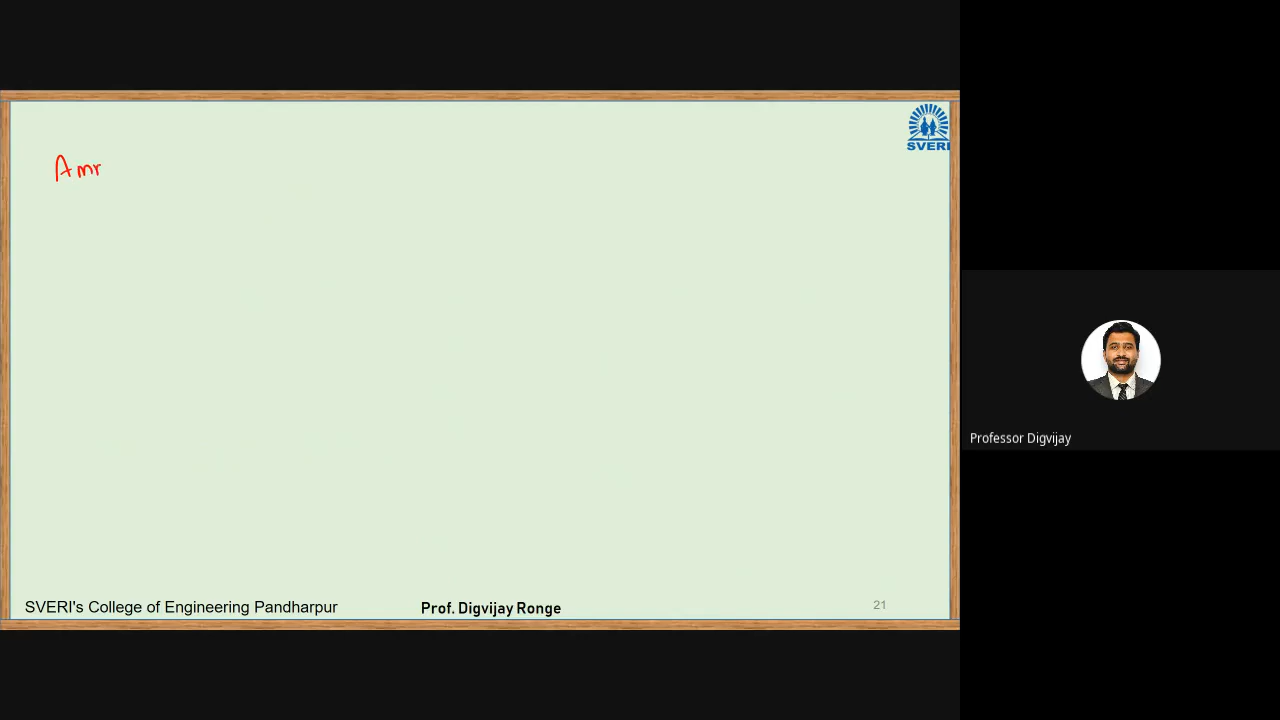 SVERI
Amr
SVERI's College of Engineering Pandharpur
Prof. Digvijay Ronge
21
Professor Digvijay